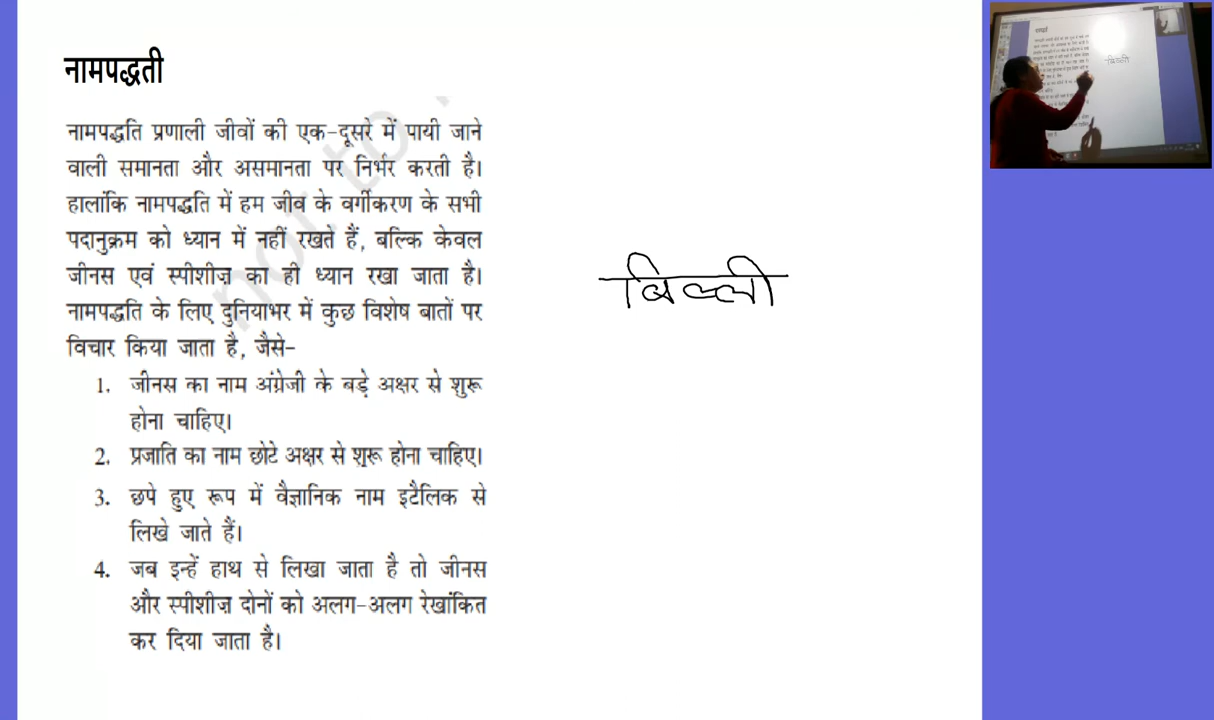 नामपद्धती
नामपद्धति प्रणाली जीवों की एक-दूसरे में पायी जाने
वाली समानता और असमानता पर निर्भर करती है।
हालांकि नामपद्धति में हम जीव के वर्गीकरण के सभी
पदानुक्रम को ध्यान में नहीं रखते हैं, बल्कि केवल
जीनस एवं स्पीशीज़ का ही ध्यान रखा जाता है।
नामपद्धति के लिए दुनियाभर में कुछ विशेष बातों पर
विचार किया जाता है, जैसे-
1. जीनस का नाम अंग्रेजी के बड़े अक्षर से शुरू
होना चाहिए।
2. प्रजाति का नाम छोटे अक्षर से शुरू होना चाहिए।
3. छपे हुए रूप में वैज्ञानिक नाम इटैलिक से
लिखे जाते हैं।
4. जब इन्हें हाथ से लिखा जाता है तो जीनस
और स्पीशीज़ दोनों को अलग-अलग रेखांकित
कर दिया जाता है।
बिल्ली
not to